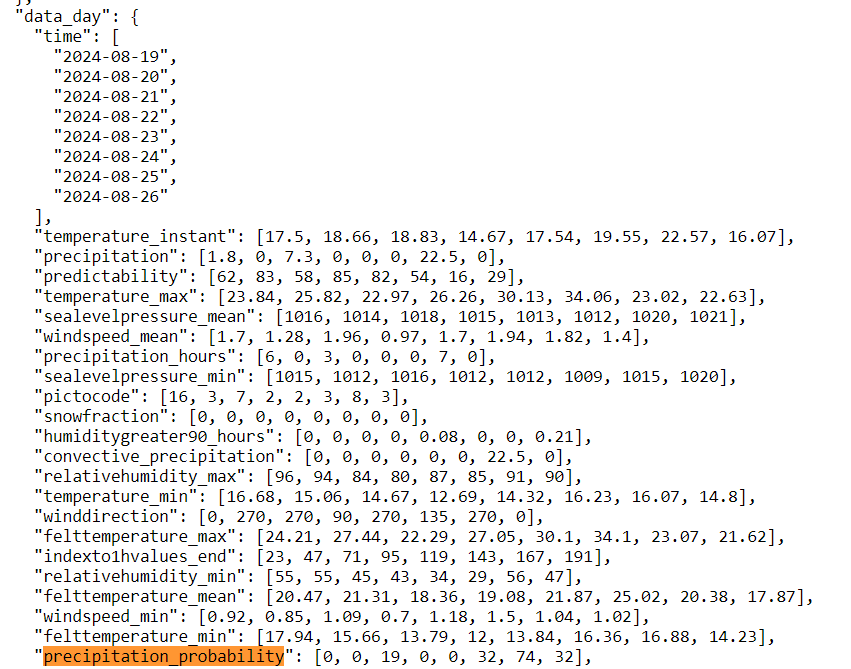 "data_day": {
"time": [
"2024-08-19",
"2024-08-20",
"2024-08-21",
"2024-08-22",
"2024-08-23",
"2024-08-24",
"2024-08-25",
"2024-08-26"
],
"temperature_instant": [17.5, 18.66, 18.83, 14.67, 17.54, 19.55, 22.57, 16.07],
"precipitation": [1.8, 0, 7.3, 0, 0, 0, 22.5, 0],
"predictability": [62, 83, 58, 85, 82, 54, 16, 29],
"temperature_max": [23.84, 25.82, 22.97, 26.26, 30.13, 34.06, 23.02, 22.63],
"sealevelpressure_mean": [1016, 1014, 1018, 1015, 1013, 1012, 1020, 1021],
"windspeed_mean": [1.7, 1.28, 1.96, 0.97, 1.7, 1.94, 1.82, 1.4],
"precipitation_hours": [6, 0, 3, 0, 0, 0, 7, 0],
"sealevelpressure_min": [1015, 1012, 1016, 1012, 1012, 1009, 1015, 1020],
"pictocode": [16, 3, 7, 2, 2, 3, 8, 3],
"snowfraction": [0, 0, 0, 0, 0, 0, 0, 0],
"humiditygreater90_hours": [0, 0, 0, 0, 0.08, 0, 0, 0.21],
"convective_precipitation": [0, 0, 0, 0, 0, 0, 22.5, 0],
"relativehumidity_max": [96, 94, 84, 80, 87, 85, 91, 90],
"temperature_min": [16.68, 15.06, 14.67, 12.69, 14.32, 16.23, 16.07, 14.8],
"winddirection": [0, 270, 270, 90, 270, 135, 270, 0],
"felttemperature_max": [24.21, 27.44, 22.29, 27.05, 30.1, 34.1, 23.07, 21.62],
"indexto1hvalues_end": [23, 47, 71, 95, 119, 143, 167, 191],
"relativehumidity_min": [55, 55, 45, 43, 34, 29, 56, 47],
"felttemperature_mean": [20.47, 21.31, 18.36, 19.08, 21.87, 25.02, 20.38, 17.87],
"windspeed_min": [0.92, 0.85, 1.09, 0.7, 1.18, 1.5, 1.04, 1.02],
"felttemperature_min": [17.94, 15.66, 13.79, 12, 13.84, 16.36, 16.88, 14.23],
"precipitation_probability": [0, 0, 19, 0, 0, 32, 74, 32],